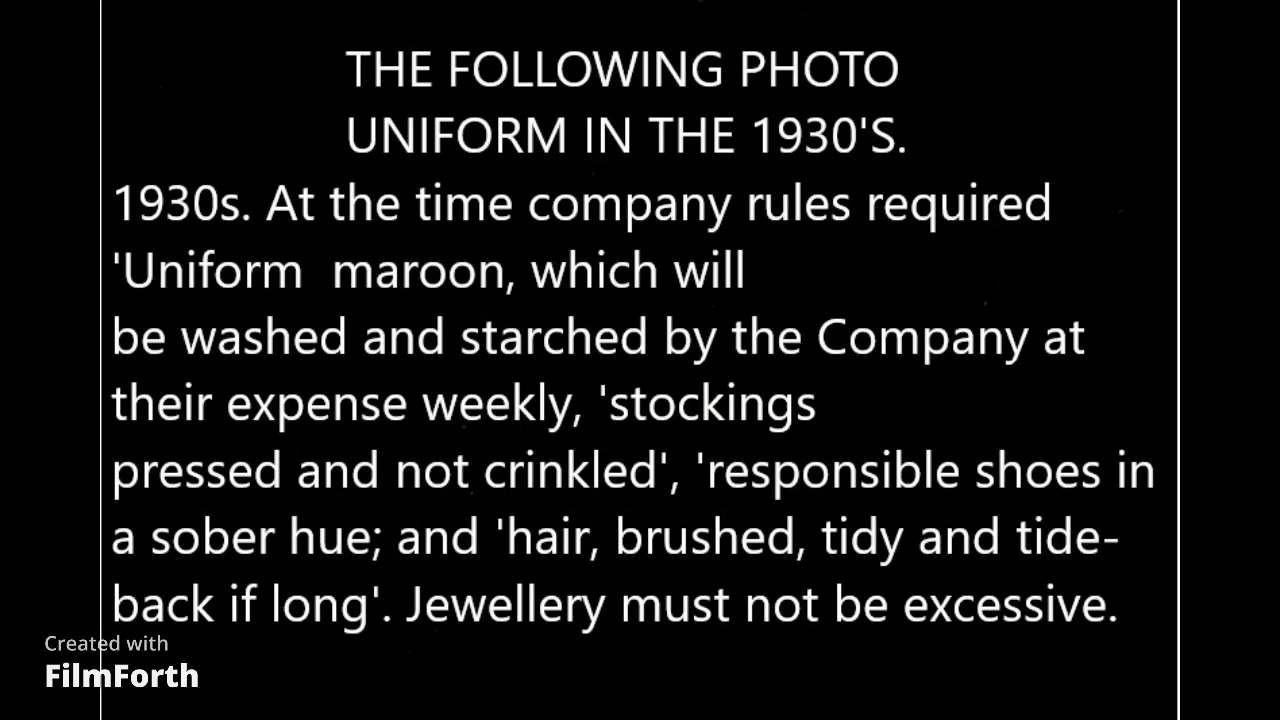 THE FOLLOWING PHOTO
UNIFORM IN THE 1930'S.
1930s. At the time company rules required
'Uniform  maroon, which will
be washed and starched by the Company at
their expense weekly, 'stockings
pressed and not crinkled', 'responsible shoes in
a sober hue; and 'hair, brushed, tidy and tide-
back if long'. Jewellery must not be excessive.
Created with
FilmForth